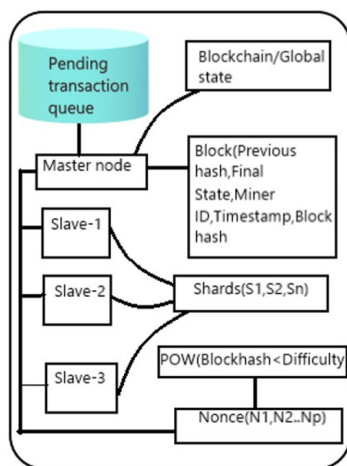 Pending
transaction
queue
Blockchain/Global
state
Master node
Block(Previous
hash,Final
State,Miner
ID,Timestamp,Block
hash
Slave-1
Slave-2
Shards(S1,S2,Sn)
POW(Blockhash<Difficulty
Slave-3
Nonce(N1,N2..Np)